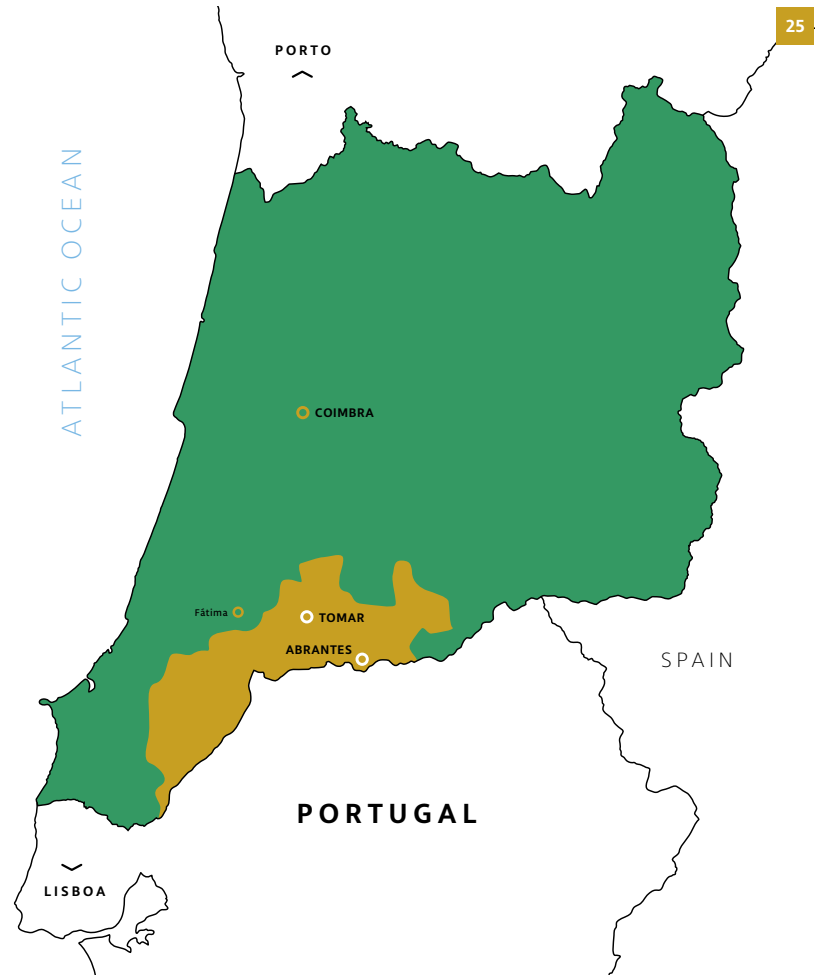 25
PORTO
ATLANTIC OCEAN
COIMBRA
Fátima
TOMAR
ABRANTES
SPAIN
PORTUGAL
LISBOA